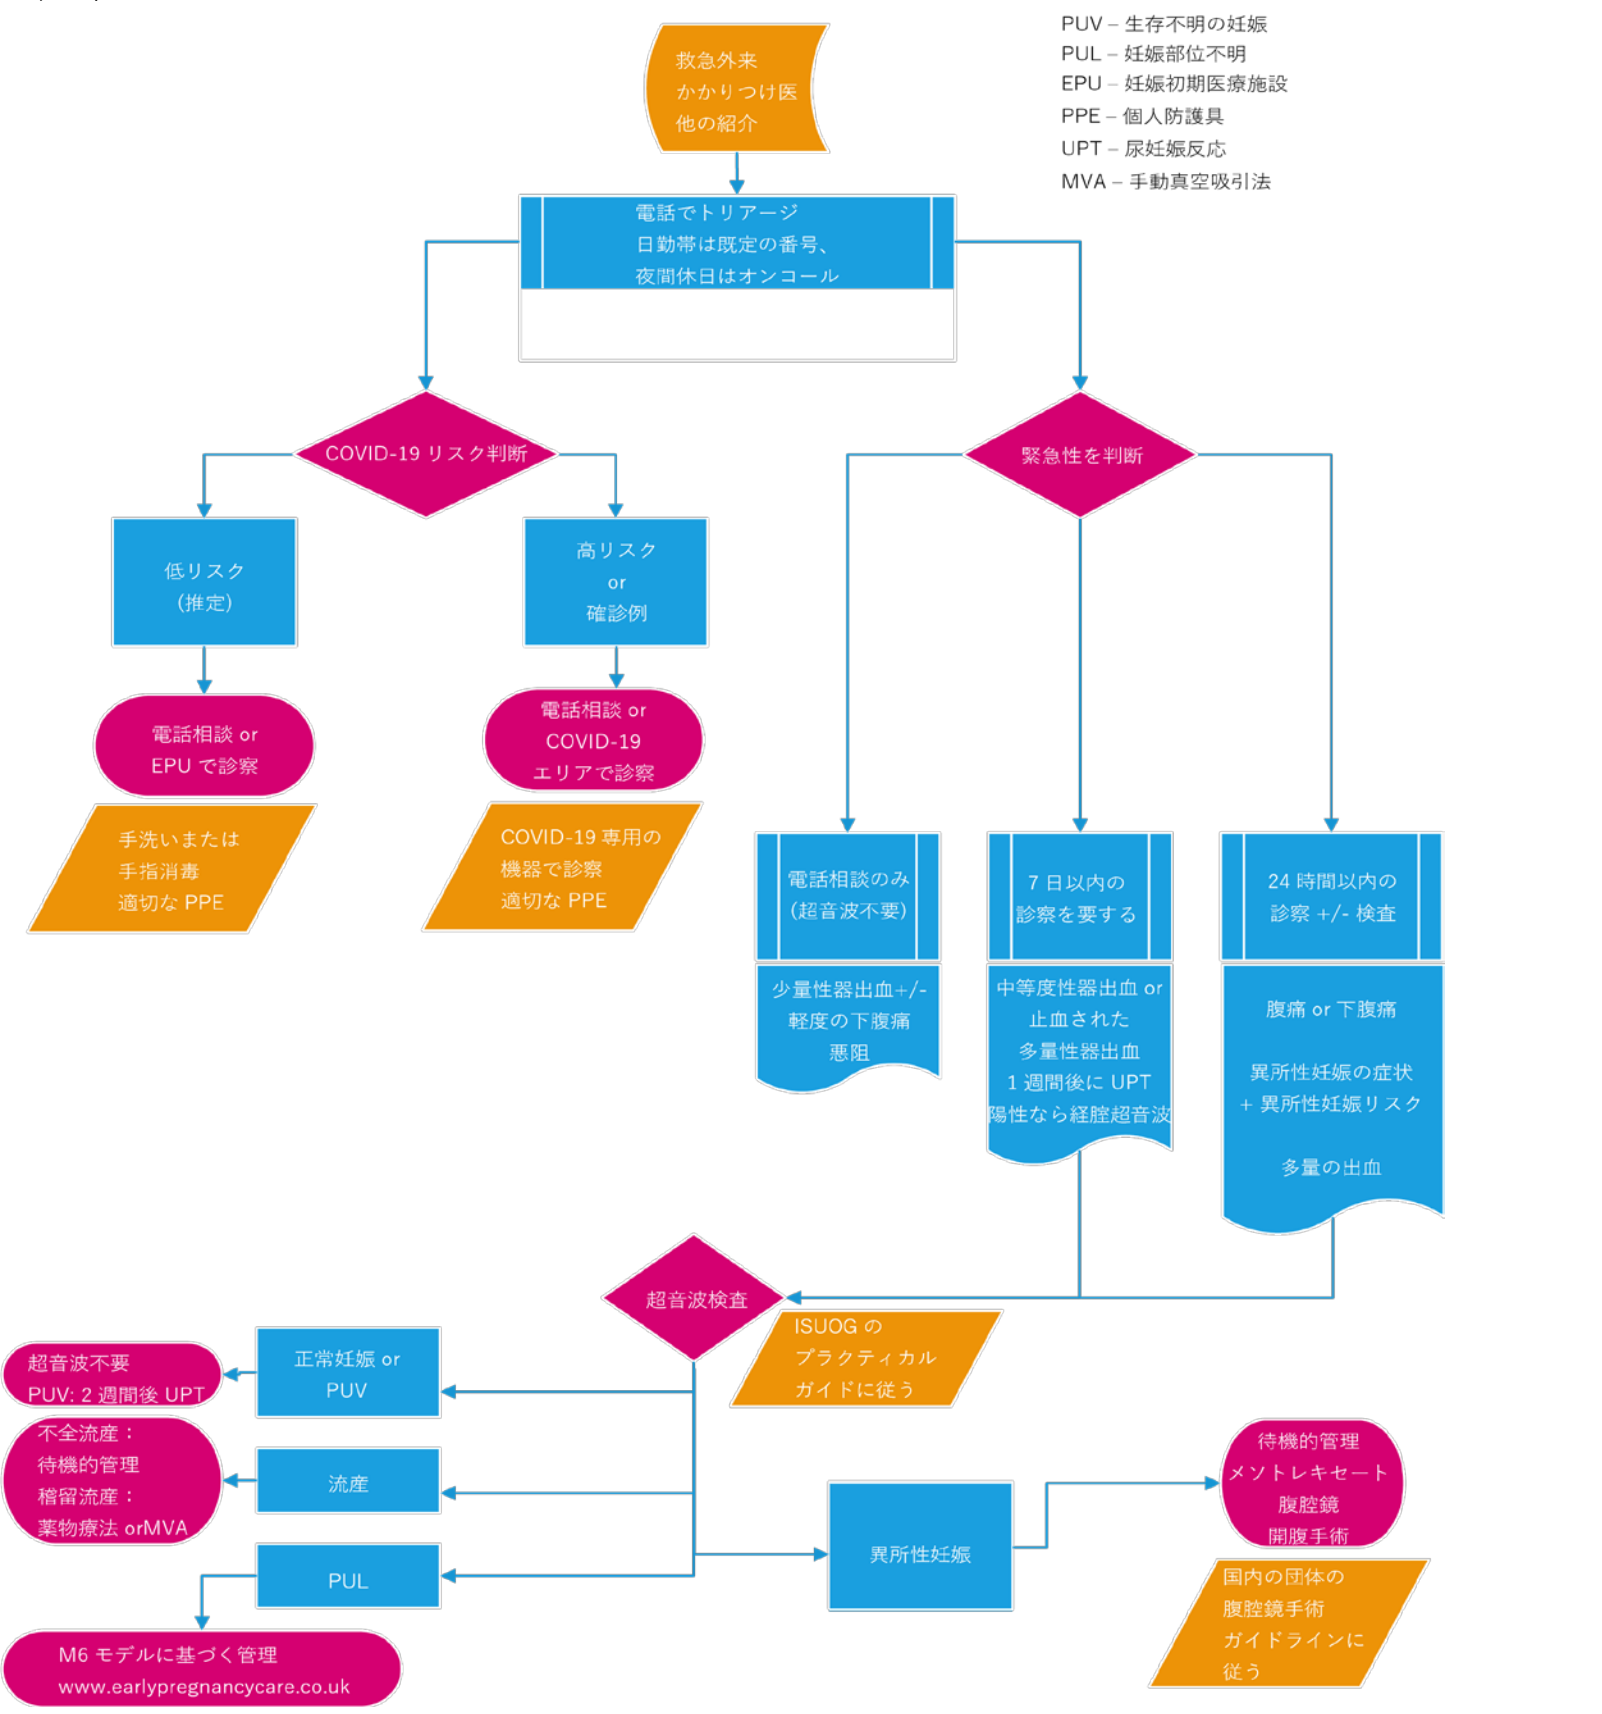 PUV – 生存不明の妊娠
PUL – 妊娠部位不明
EPU – 妊娠初期医療施設
PPE – 個人防護具
UPT – 尿妊娠反応
MVA – 手動真空吸引法
救急外来
かかりつけ医
他の紹介
電話でトリアージ
日勤帯は既定の番号、
夜間休日はオンコール
COVID-19 リスク判断
緊急性を判断
低リスク
(推定)
高リスク
or
確診例
電話相談 or
EPU で診察
電話相談 or
COVID-19
エリアで診察
手洗いまたは
手指消毒
適切な PPE
COVID-19 専用の
機器で診察
適切な PPE
電話相談のみ
(超音波不要)
7 日以内の
診察を要する
24 時間以内の
診察 +/- 検査
少量性器出血+/-
軽度の下腹痛
悪阻
中等度性器出血 or
止血された
多量性器出血
1 週間後に UPT
陽性なら経腟超音波
腹痛 or 下腹痛
異所性妊娠の症状
+ 異所性妊娠リスク
多量の出血
超音波検査
ISUOG の
プラクティカル
ガイドに従う
正常妊娠 or
PUV
超音波不要
PUV: 2 週間後 UPT
流産
不全流産：
待機的管理
稽留流産：
薬物療法 orMVA
PUL
M6 モデルに基づく管理
www.earlypregnancycare.co.uk
異所性妊娠
待機的管理
メソトレキセート
腹腔鏡
開腹手術
国内の団体の
腹腔鏡手術
ガイドラインに
従う